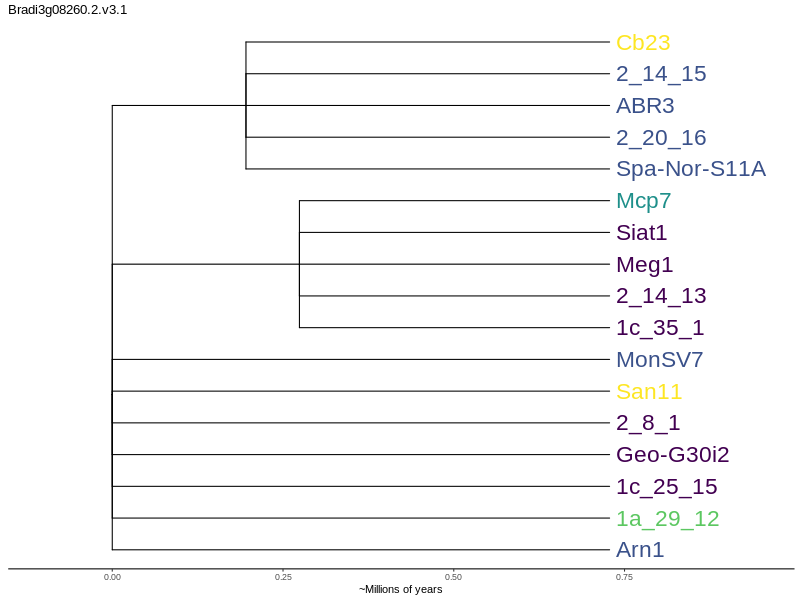 Bradi3g08260.2.v3.1
Cb23
2_14_15
ABR3
2_20_16
Spa-Nor-S11A
Mcp7
Siat1
Meg1
2_14_13
1c_35_1
MonSV7
San11
2_8_1
Geo-G30i2
1c_25_15
1a_29_12
Arn1
0.00 0.25 0.50 0.75
~Millions of years